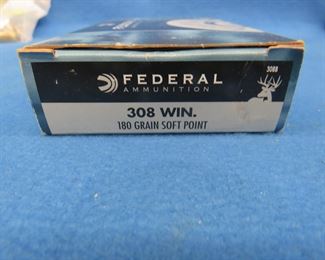 FEDERAL
AMMUNITION
308B
308 WIN.
180 GRAIN SOFT POINT